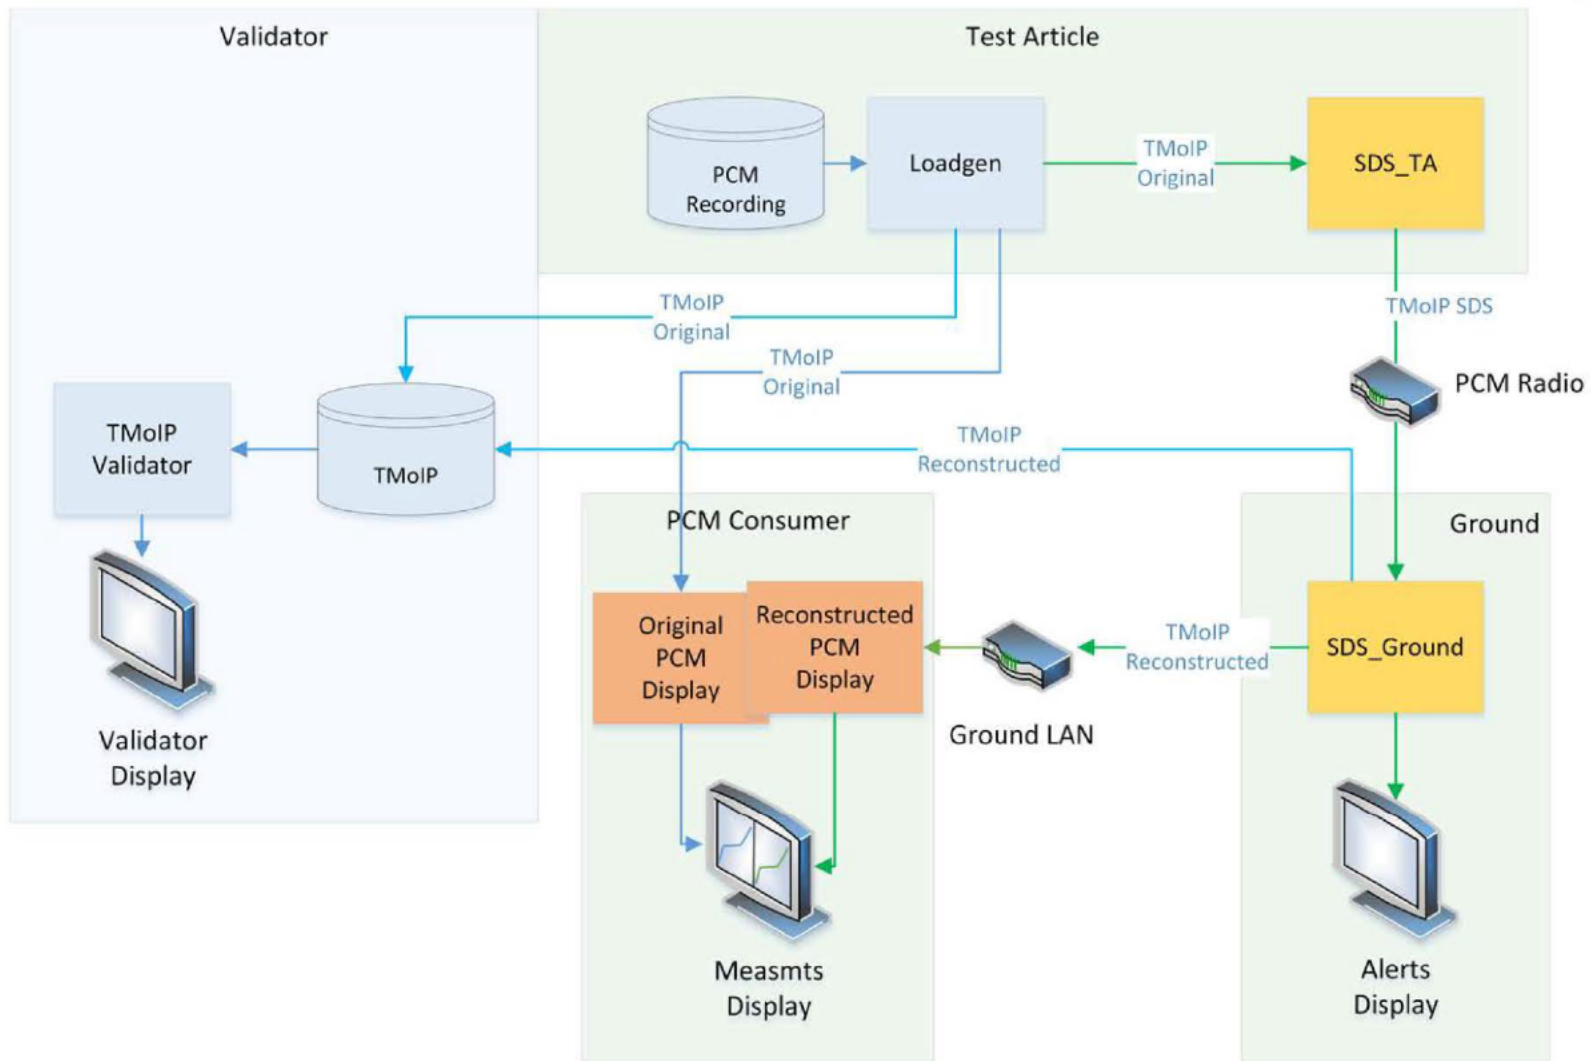 Validator
Test Article
PCM
Recording
Loadgen
TMoIP
Original
SDS_TA
TMoIP
Original
TMoIP SDS
TMoIP
Original
PCM Radio
TMoIP
Validator
TMoIP
TMoIP
Reconstructed
PCM Consumer
Ground
Original
PCM
Display
Reconstructed
PCM
Display
TMoIP
Reconstructed
SDS_Ground
Ground LAN
Validator
Display
Measmts
Display
Alerts
Display